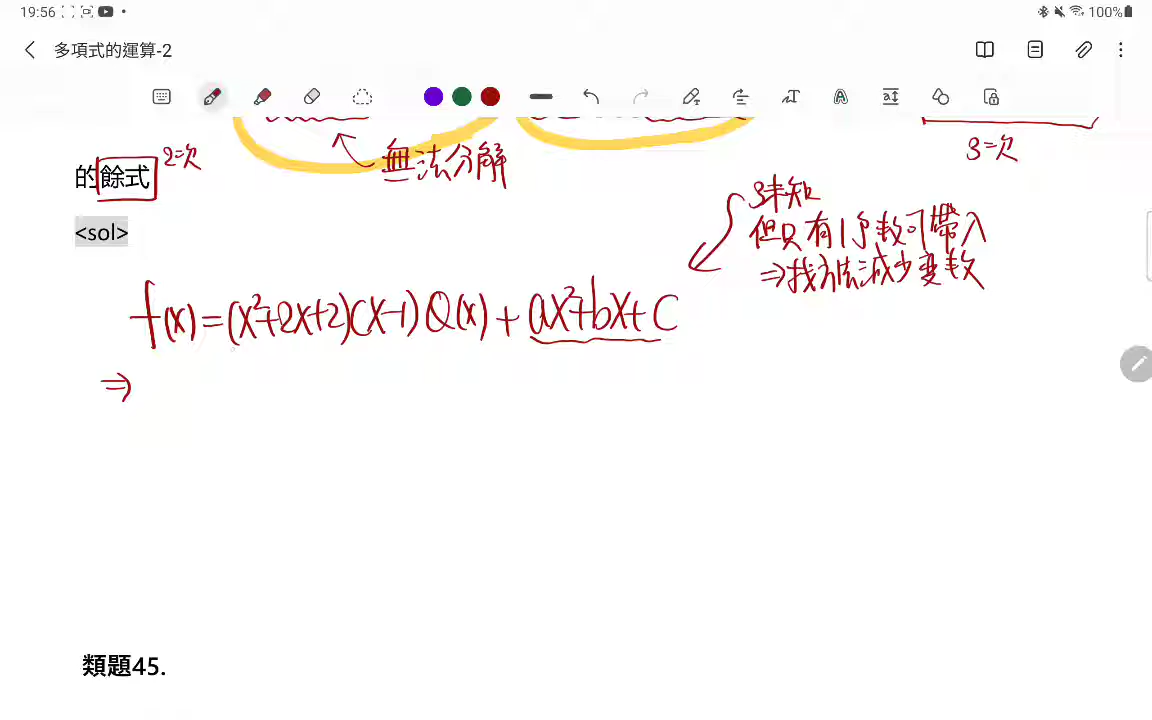 19:56 100%
多項式的運算-2
無法分解
3=次
的餘式 2=次
<sol>
3未知
但只有1個數可帶入
⇒找方法減少變數
f(x)=(x²+2x+2)(x-1)Q(x)+ax²+bx+c
⇒
類題45.